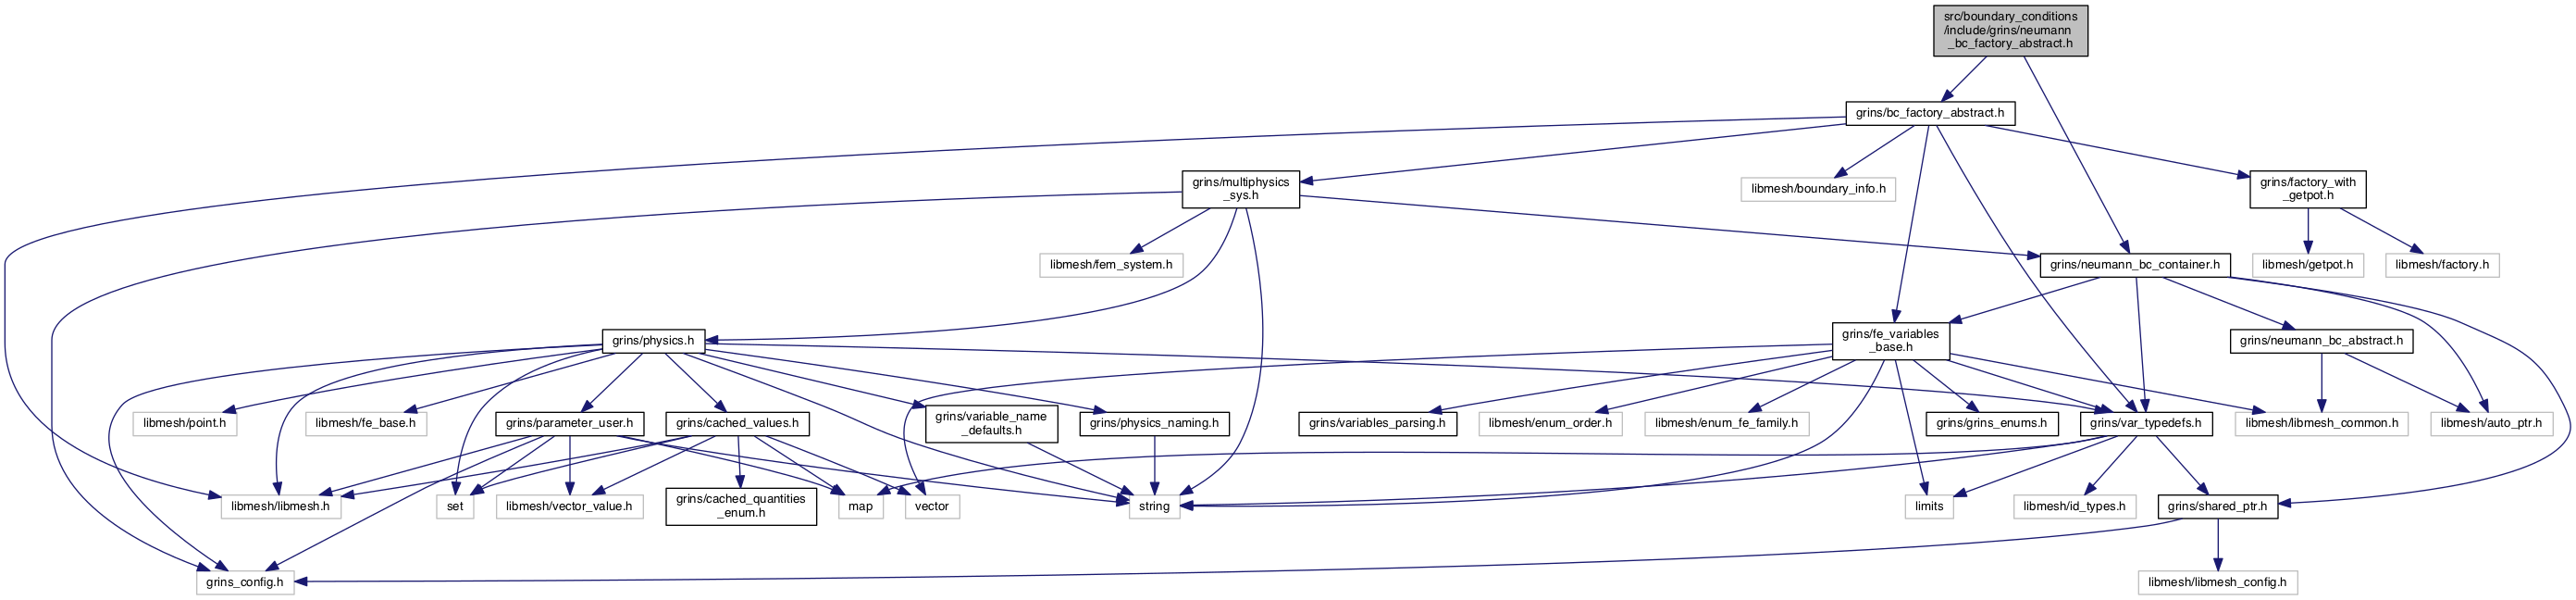 src/boundary_conditions
/include/grins/neumann
_bc_factory_abstract.h
grins/bc_factory_abstract.h
grins/multiphysics
_sys.h
libmesh/boundary_info.h
grins/factory_with
_getpot.h
libmesh/fem_system.h
grins/neumann_bc_container.h
libmesh/getpot.h
libmesh/factory.h
grins/physics.h
grins/fe_variables
_base.h
grins/neumann_bc_abstract.h
libmesh/point.h
libmesh/fe_base.h
grins/parameter_user.h
grins/cached_values.h
grins/variable_name
_defaults.h
grins/physics_naming.h
grins/variables_parsing.h
libmesh/enum_order.h
libmesh/enum_fe_family.h
grins/grins_enums.h
grins/var_typedefs.h
libmesh/libmesh_common.h
libmesh/auto_ptr.h
libmesh/libmesh.h
set
libmesh/vector_value.h
grins/cached_quantities
_enum.h
map
vector
string
limits
libmesh/id_types.h
grins/shared_ptr.h
grins_config.h
libmesh/libmesh_config.h